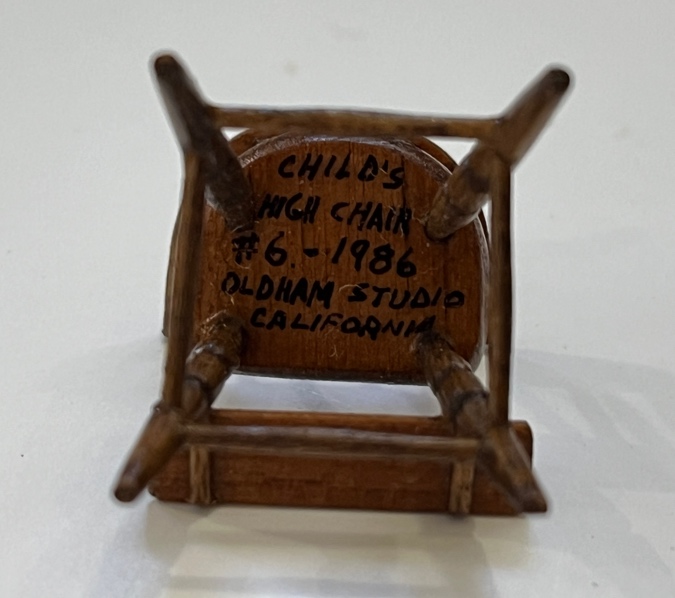 CHILD'S
HIGH CHAIR
#6.-1986
OLDHAM STUDIO
CALIFORNIA